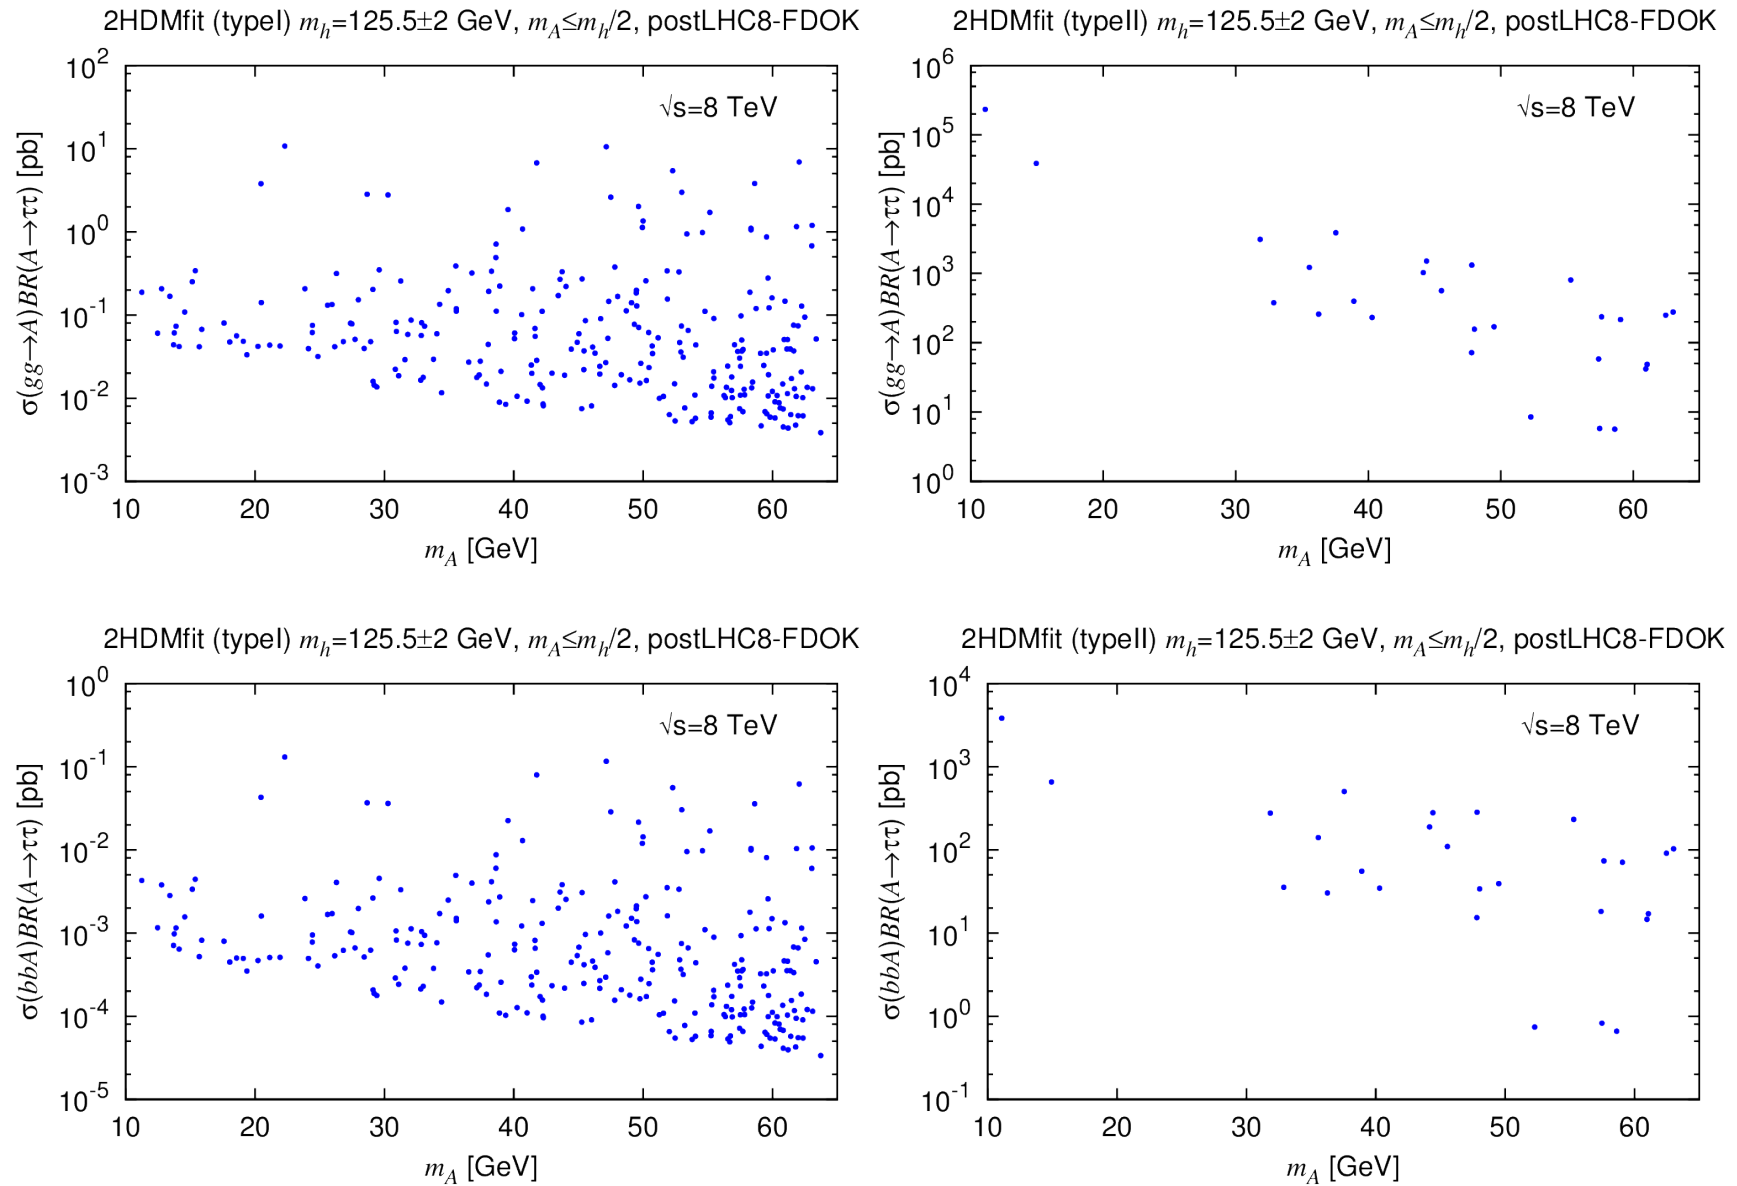 2HDMfit (typeI) m_h=125.5±2 GeV, m_A≤m_h/2, postLHC8-FDOK
10^2
10^1
10^0
10^-1
10^-2
10^-3
σ(gg→A)BR(A→ττ) [pb]
√s=8 TeV
10 20 30 40 50 60
m_A [GeV]
2HDMfit (typeII) m_h=125.5±2 GeV, m_A≤m_h/2, postLHC8-FDOK
10^6
10^5
10^4
10^3
10^2
10^1
10^0
σ(gg→A)BR(A→ττ) [pb]
√s=8 TeV
10 20 30 40 50 60
m_A [GeV]
2HDMfit (typeI) m_h=125.5±2 GeV, m_A≤m_h/2, postLHC8-FDOK
10^0
10^-1
10^-2
10^-3
10^-4
10^-5
σ(bbA)BR(A→ττ) [pb]
√s=8 TeV
10 20 30 40 50 60
m_A [GeV]
2HDMfit (typeII) m_h=125.5±2 GeV, m_A≤m_h/2, postLHC8-FDOK
10^4
10^3
10^2
10^1
10^0
10^-1
σ(bbA)BR(A→ττ) [pb]
√s=8 TeV
10 20 30 40 50 60
m_A [GeV]